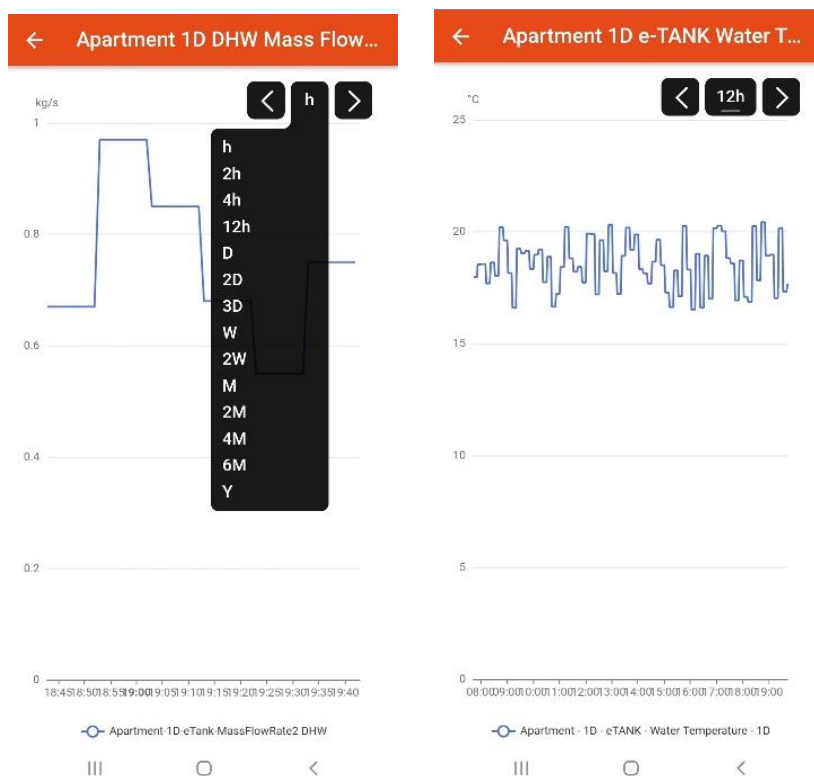 Apartment 1D DHW Mass Flow...
kg/s
h
1
h
2h
4h
12h
D
2D
3D
W
2W
M
2M
4M
6M
Y
0.8
0.6
0.4
0.2
0
18:45 18:50 18:55 19:00 19:05 19:10 19:15 19:20 19:25 19:30 19:35 19:40
Apartment-1D-eTank-MassFlowRate2 DHW
Apartment 1D e-TANK Water T...
°C
12h
25
20
15
10
5
0
08:00 09:00 10:00 11:00 12:00 13:00 14:00 15:00 16:00 17:00 18:00 19:00
Apartment - 1D - eTANK - Water Temperature - 1D